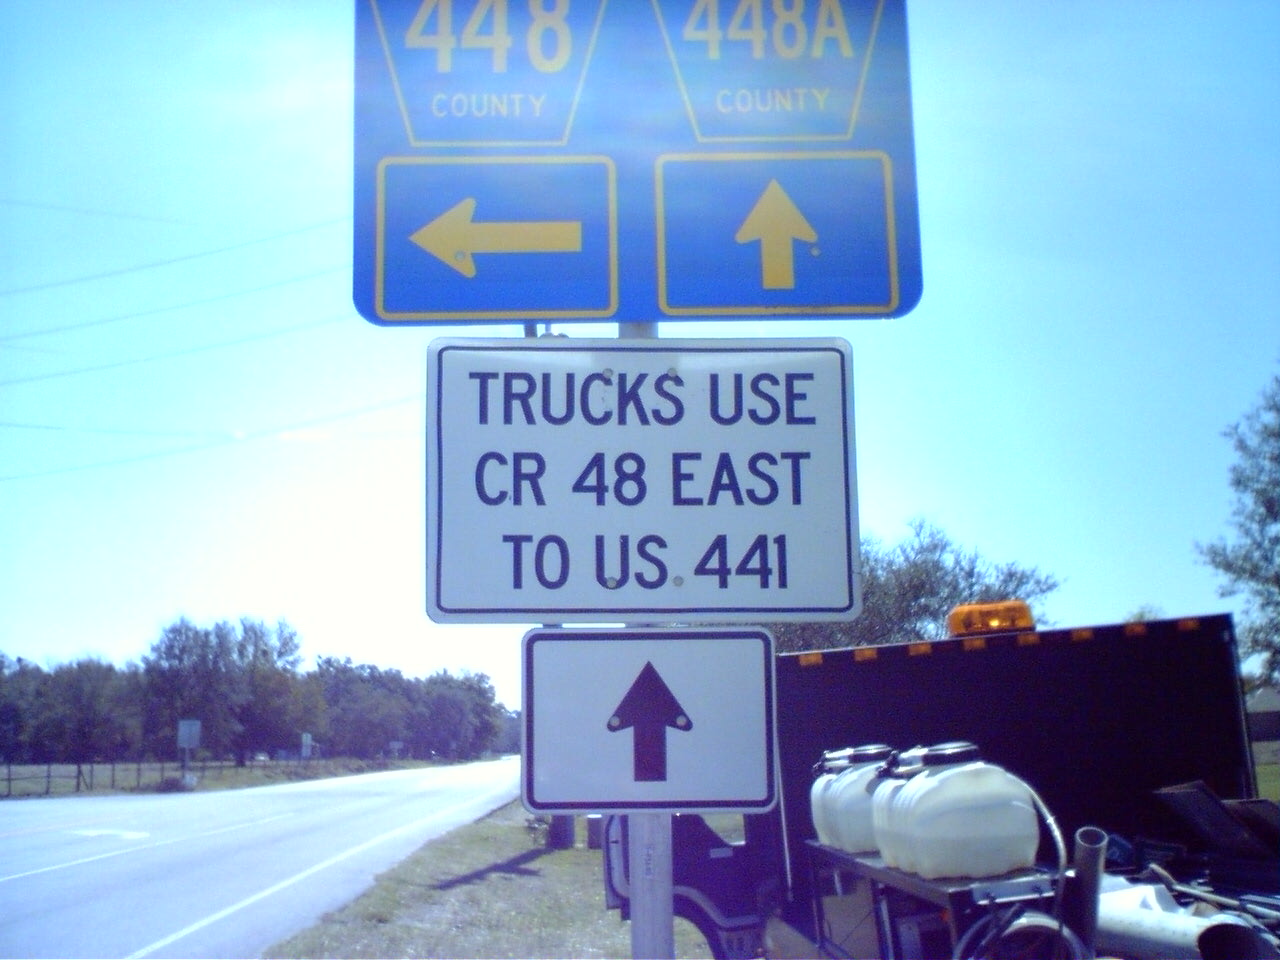 448
COUNTY
448A
COUNTY
TRUCKS USE
CR 48 EAST
TO US 441